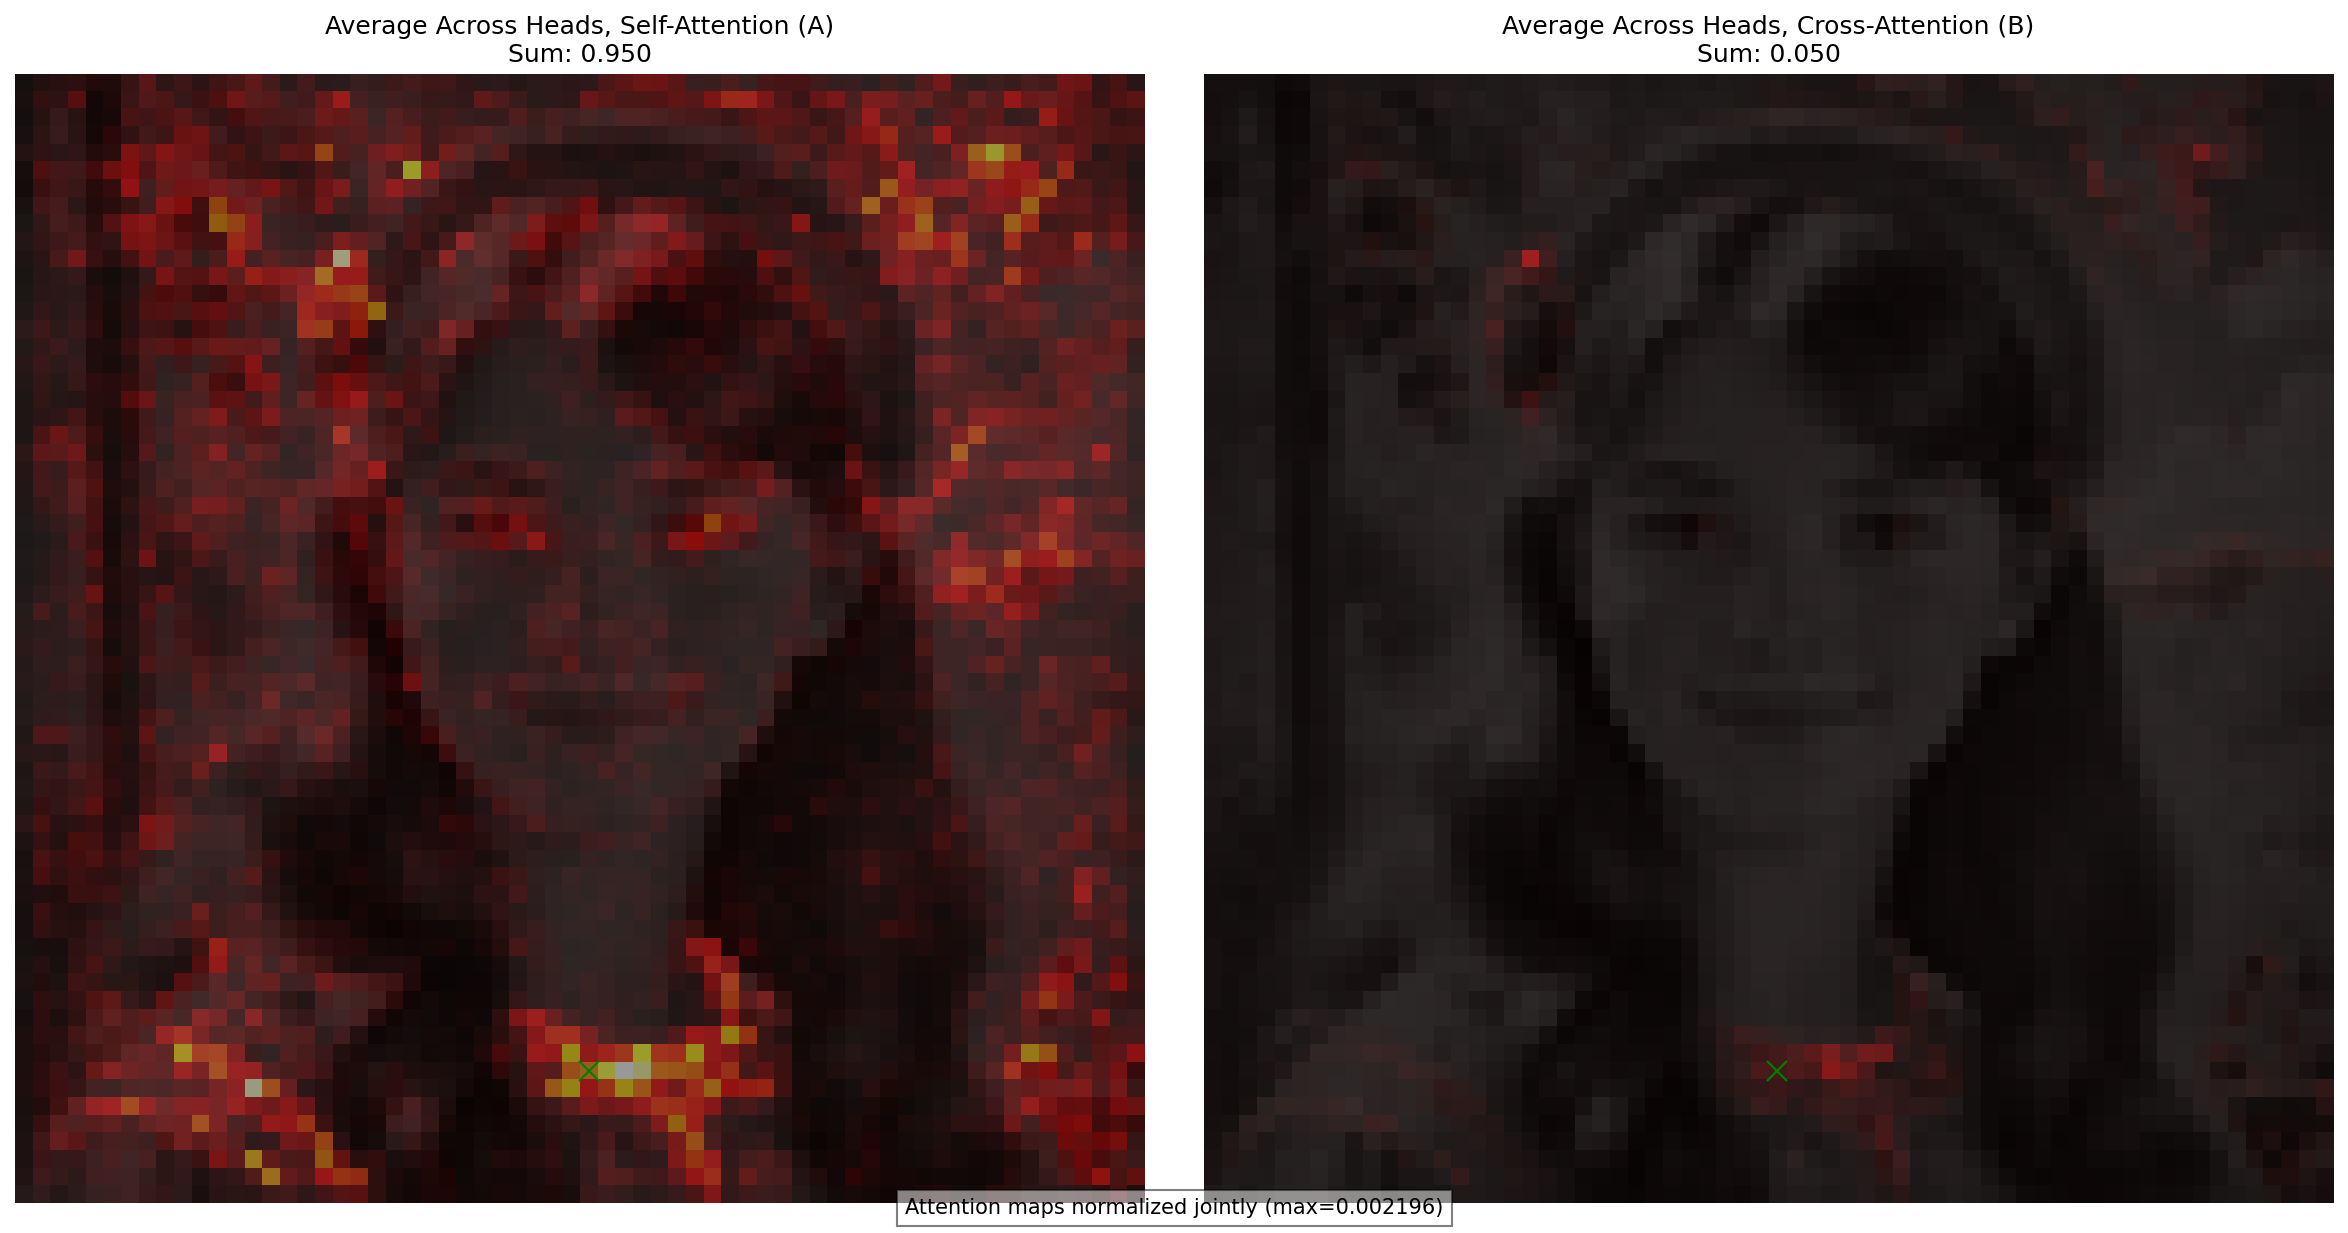 Average Across Heads, Self-Attention (A)
Sum: 0.950
Average Across Heads, Cross-Attention (B)
Sum: 0.050
Attention maps normalized jointly (max=0.002196)